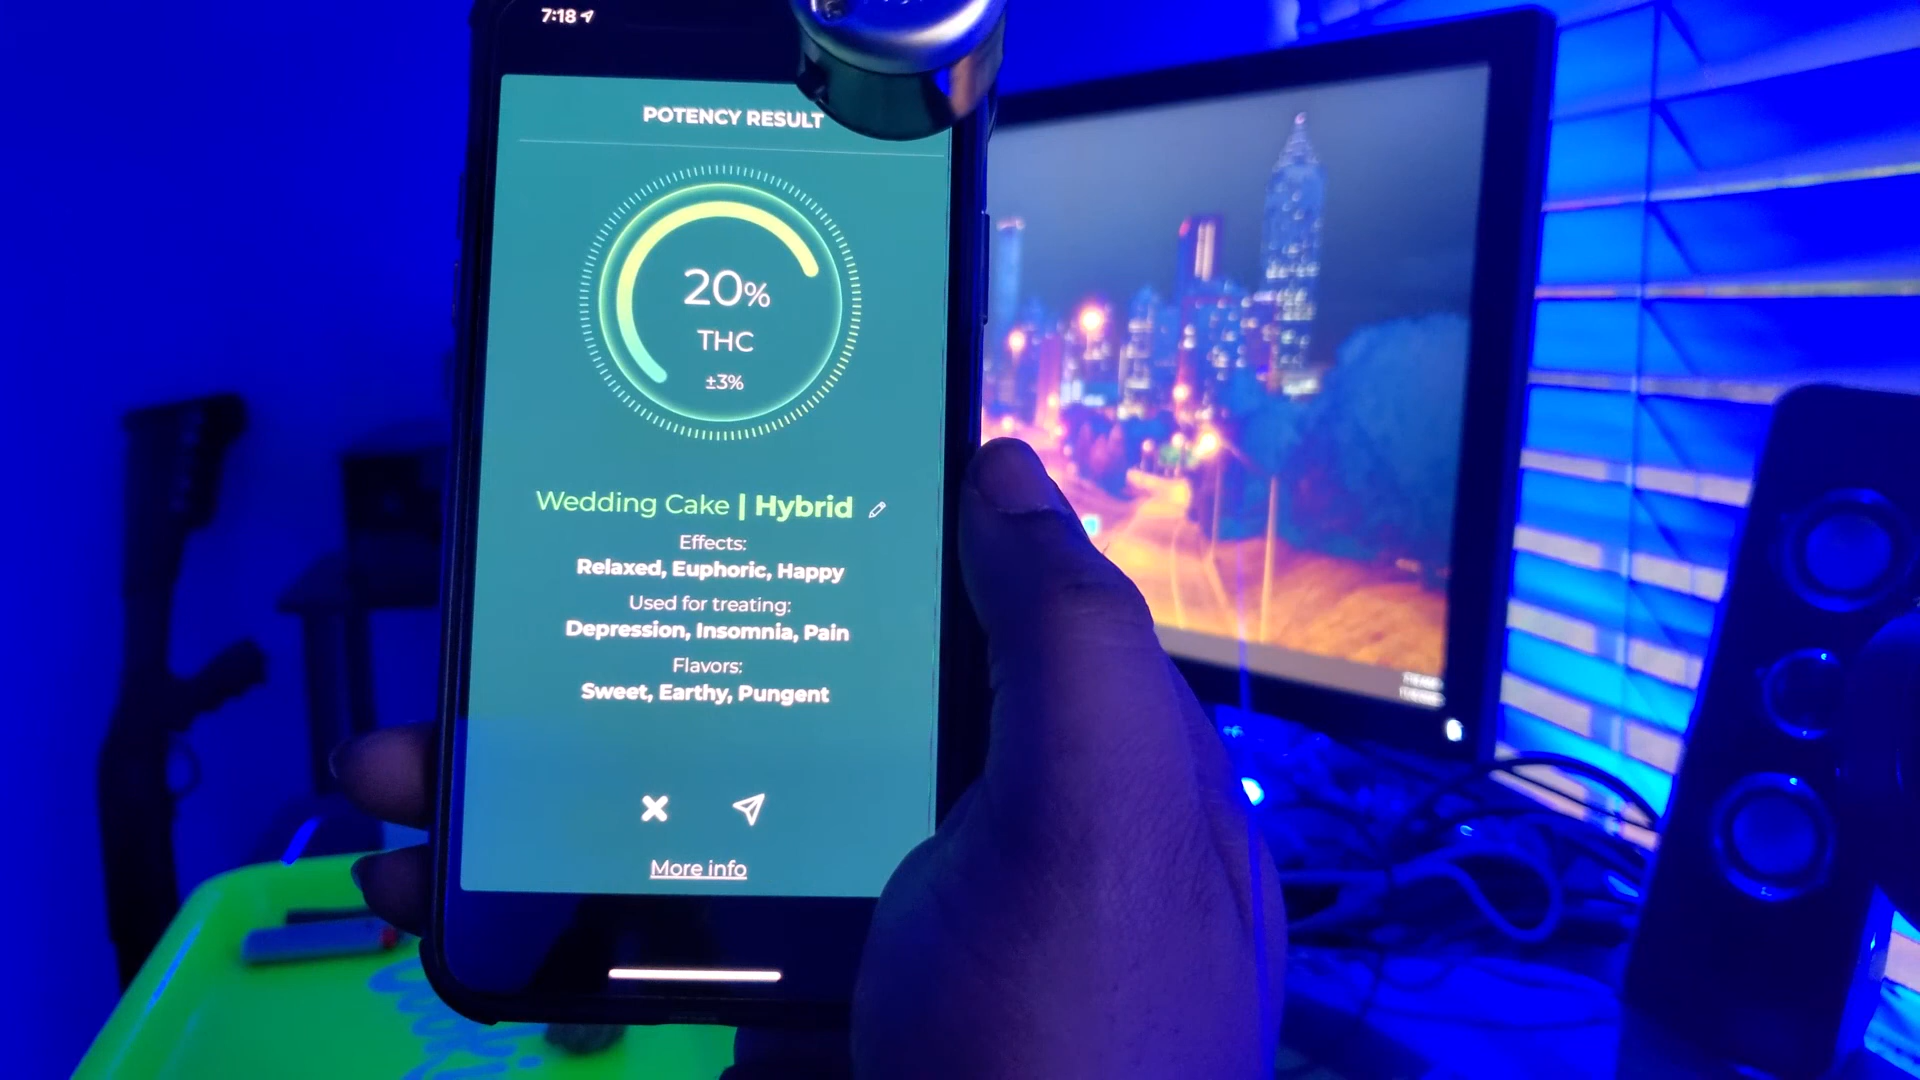 7:18
POTENCY RESULT
20%
THC
±3%
Wedding Cake | Hybrid
Effects:
Relaxed, Euphoric, Happy
Used for treating:
Depression, Insomnia, Pain
Flavors:
Sweet, Earthy, Pungent
More info